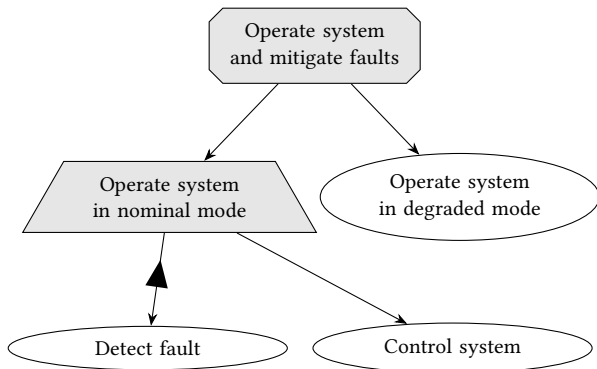 Operate system
and mitigate faults
Operate system
in nominal mode
Operate system
in degraded mode
Detect fault
Control system